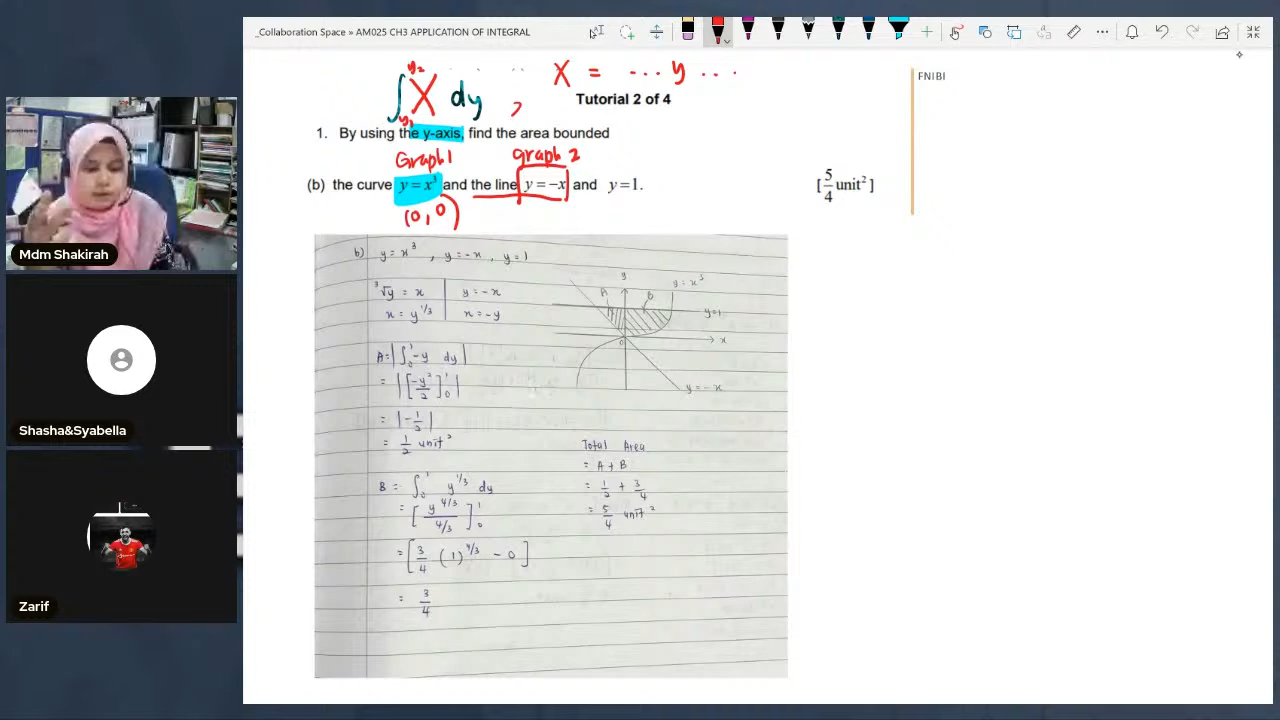 _Collaboration Space » AM025 CH3 APPLICATION OF INTEGRAL
FNIBI
∫ y₁ y₂ X dy , X = ... y ...
Tutorial 2 of 4
1. By using the y-axis, find the area bounded
Graph 1 graph 2
(b) the curve y = x³ and the line y = −x and y = 1. [5/4 unit²]
(0, 0)
b) y = x³ , y = -x , y = 1
³√y = x y = -x
x = y^1/3 x = -y
A = | ∫₀¹ -y dy |
= | [-y²/2]₀¹ |
= | -1/2 |
= 1/2 unit²
B = ∫₀¹ y^1/3 dy
= [ y^4/3 / 4/3 ]₀¹
= [ 3/4 (1)^4/3 - 0 ]
= 3/4
y
y = x³
A
B
y=1
x
0
y = -x
Total Area
= A + B
= 1/2 + 3/4
= 5/4 unit²
Mdm Shakirah
Shasha&Syabella
Zarif